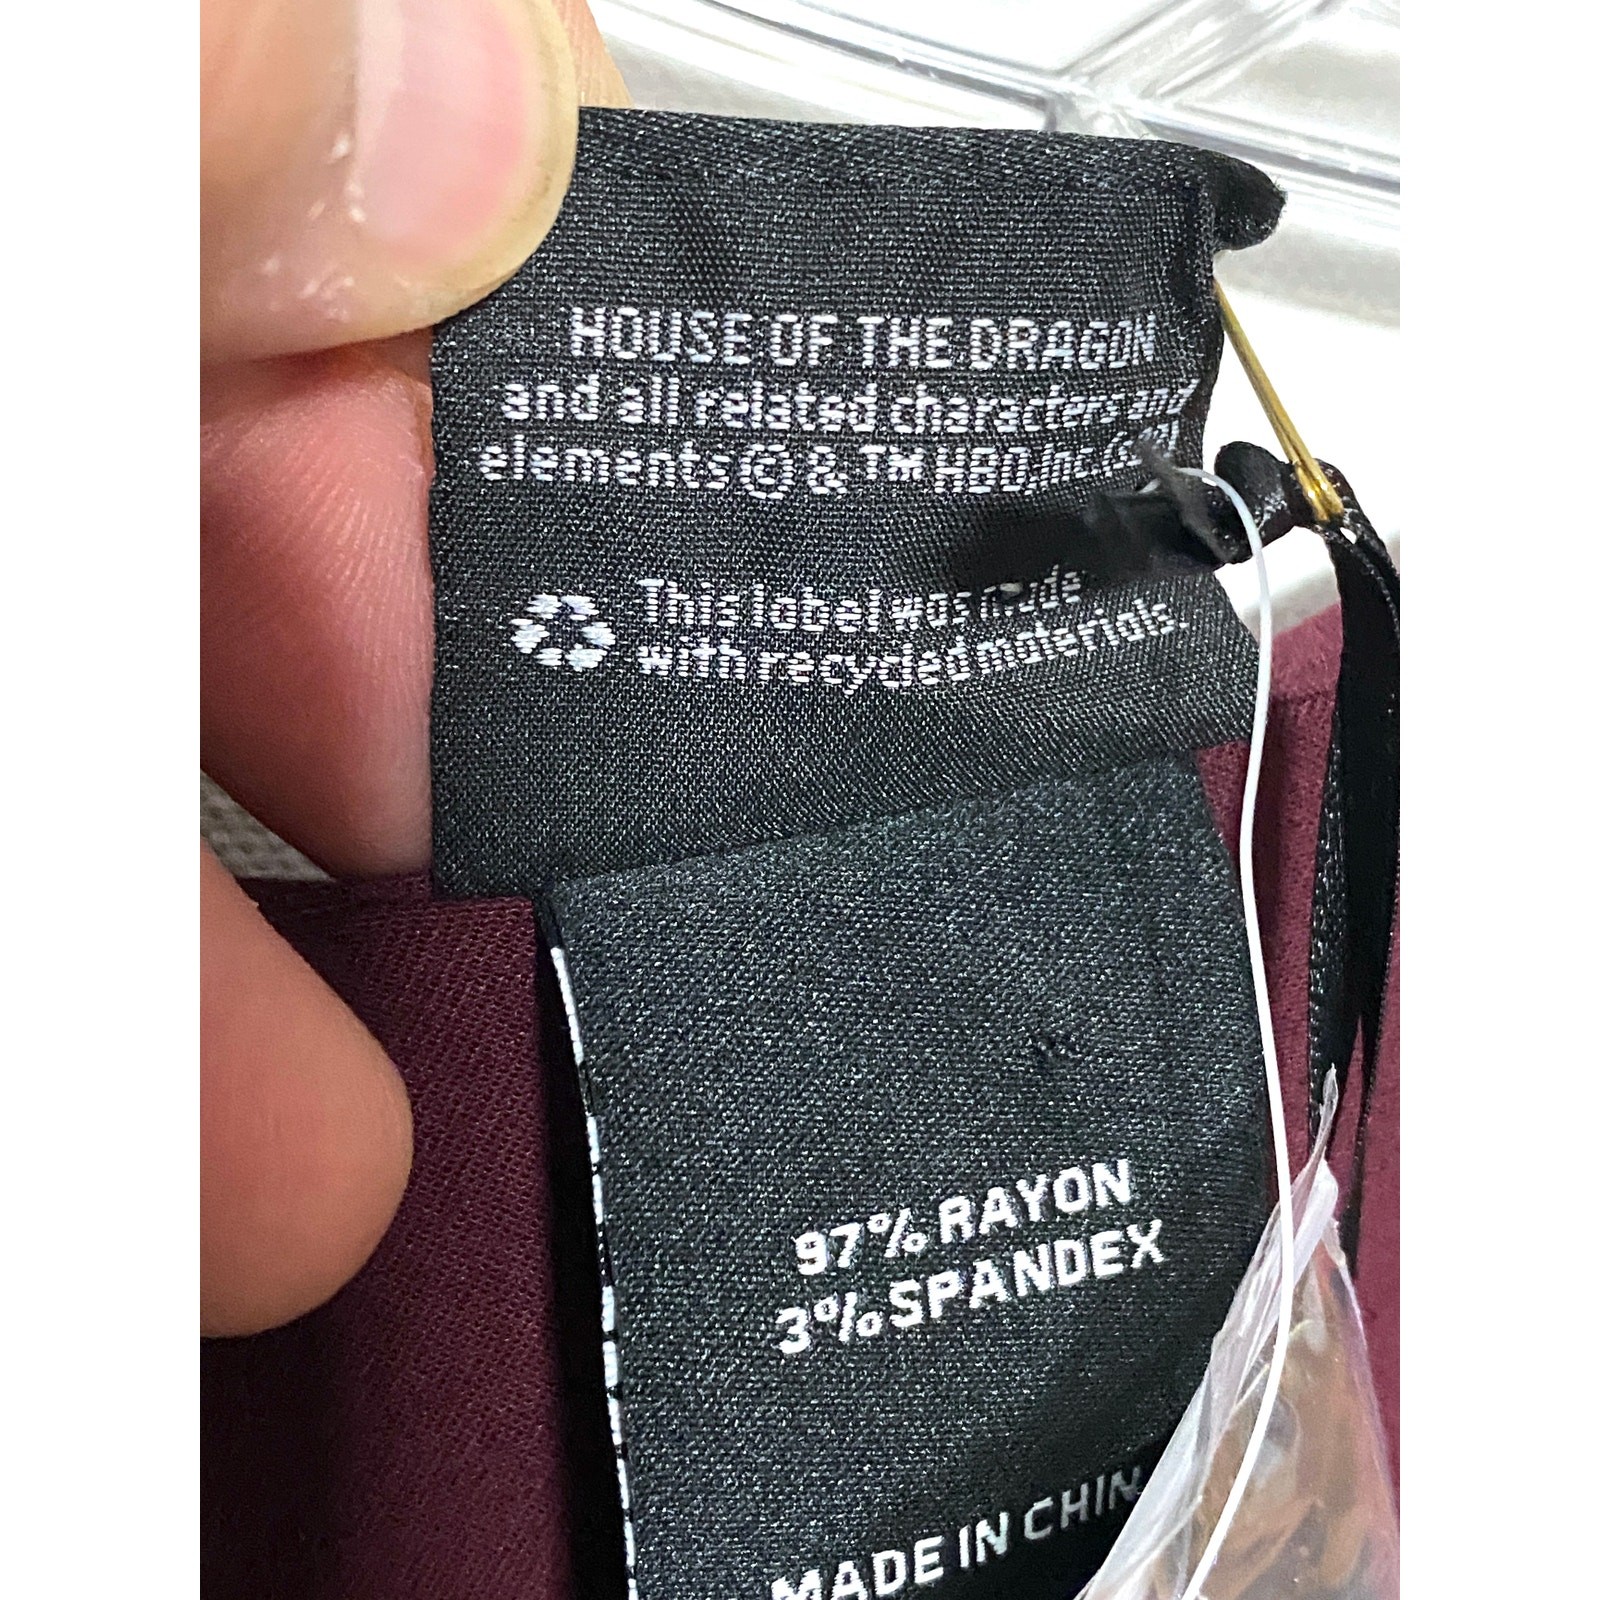 HOUSE OF THE DRAGON
and all related characters and
elements © & ™ HBO, Inc.
This label was made
with recycled materials.
97% RAYON
3% SPANDEX
MADE IN CHIN